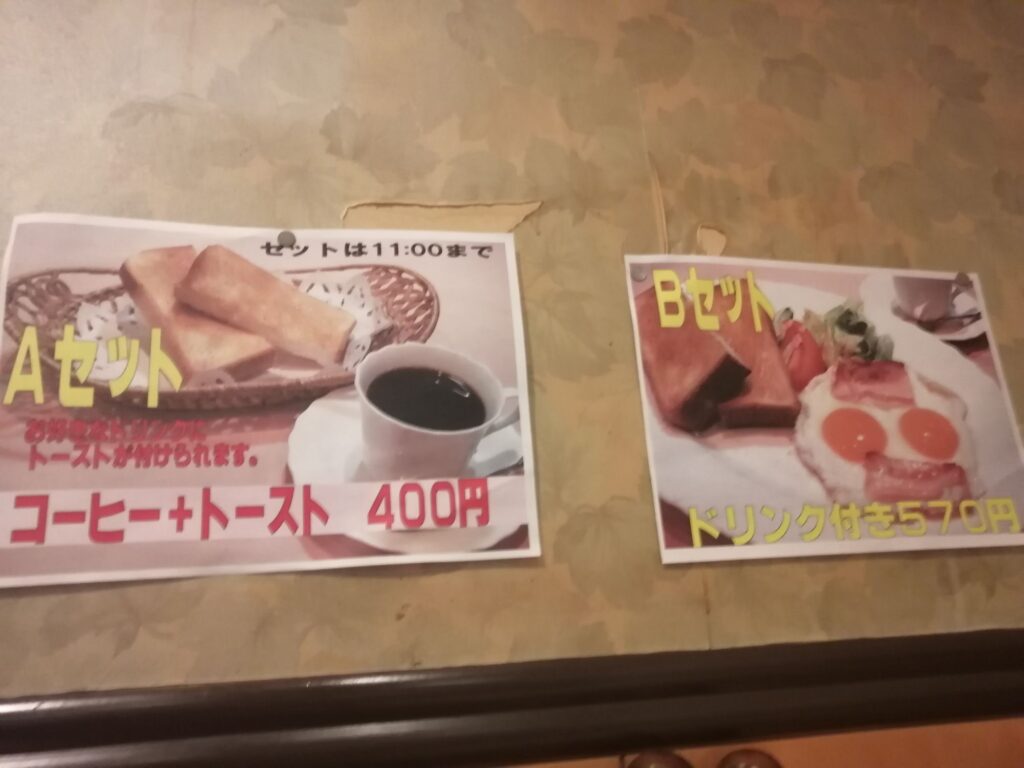 セットは11:00まで
Aセット
お好きなドリンクに
トーストが付けられます。
コーヒー+トースト 400円
Bセット
ドリンク付き570円